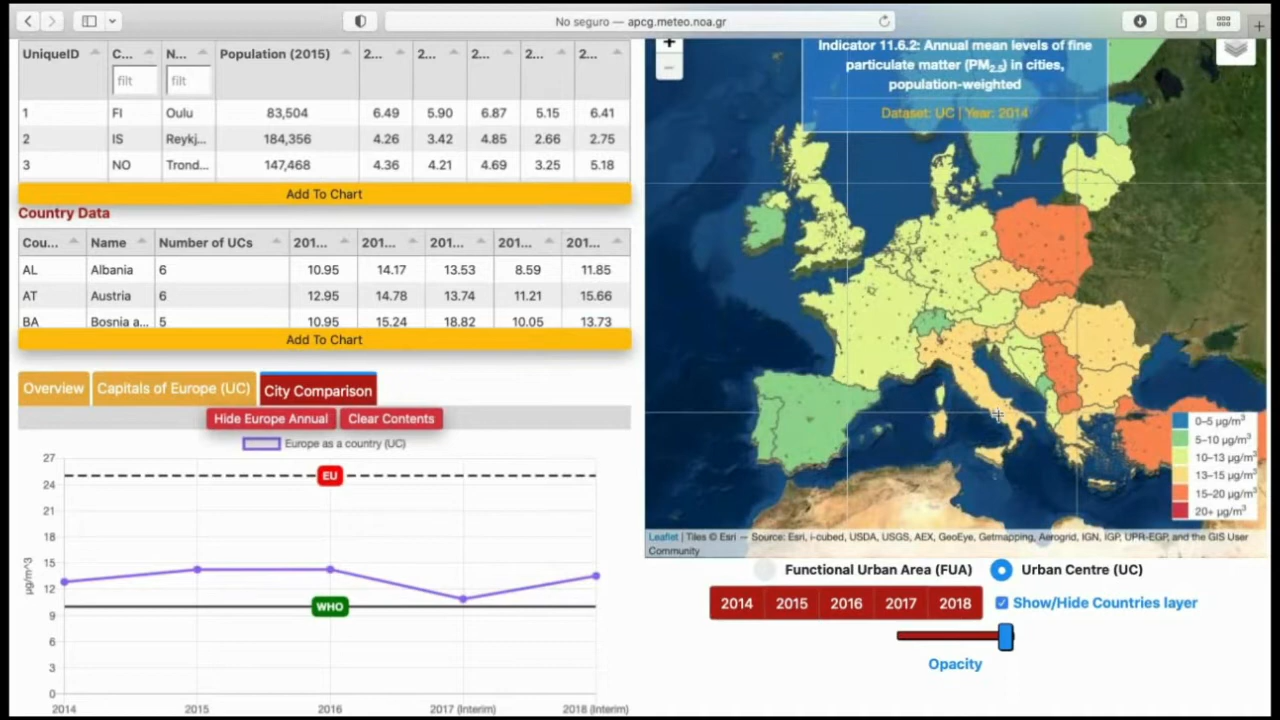 No seguro — apcg.meteo.noa.gr
UniqueID C... N... Population (2015) 2... 2... 2... 2... 2...
filt filt
1 FI Oulu 83,504 6.49 5.90 6.87 5.15 6.41
2 IS Reykj... 184,356 4.26 3.42 4.85 2.66 2.75
3 NO Trond... 147,468 4.36 4.21 4.69 3.25 5.18
Add To Chart
Country Data
Cou... Name Number of UCs 201... 201... 201... 201... 201...
AL Albania 6 10.95 14.17 13.53 8.59 11.85
AT Austria 6 12.95 14.78 13.74 11.21 15.66
BA Bosnia a... 5 10.95 15.24 18.82 10.05 13.73
Add To Chart
Overview Capitals of Europe (UC) City Comparison
Hide Europe Annual Clear Contents
Europe as a country (UC)
27
24
21
18
15
12
9
6
3
0
µg/m^3
EU
WHO
2014 2015 2016 2017 (Interim) 2018 (Interim)
+
−
Indicator 11.6.2: Annual mean levels of fine
particulate matter (PM2.5) in cities,
population-weighted
Dataset: UC | Year: 2014
0–5 µg/m³
5–10 µg/m³
10–13 µg/m³
13–15 µg/m³
15–20 µg/m³
20+ µg/m³
Leaflet | Tiles © Esri — Source: Esri, i-cubed, USDA, USGS, AEX, GeoEye, Getmapping, Aerogrid, IGN, IGP, UPR-EGP, and the GIS User
Community
Functional Urban Area (FUA) Urban Centre (UC)
2014 2015 2016 2017 2018 Show/Hide Countries layer
Opacity